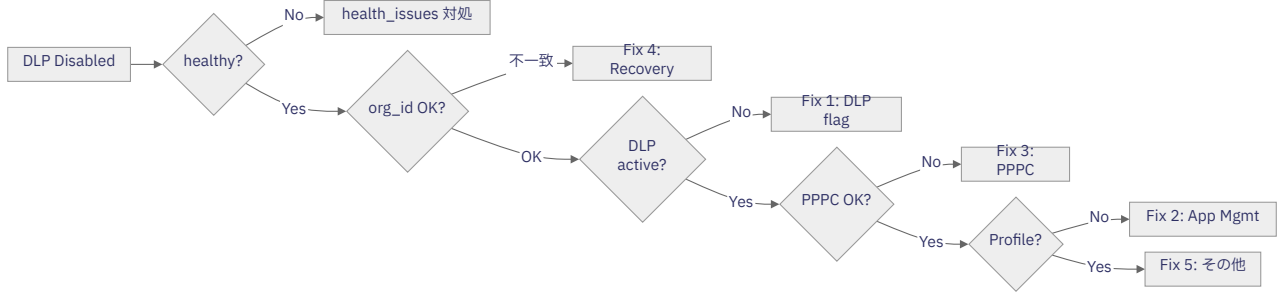 No
health_issues 対処
DLP Disabled
healthy?
不一致
Fix 4:
Recovery
Yes
org_id OK?
OK
No
Fix 1: DLP
flag
DLP
active?
Yes
No
Fix 3:
PPPC
PPPC OK?
Yes
No
Fix 2: App Mgmt
Profile?
Yes
Fix 5: その他